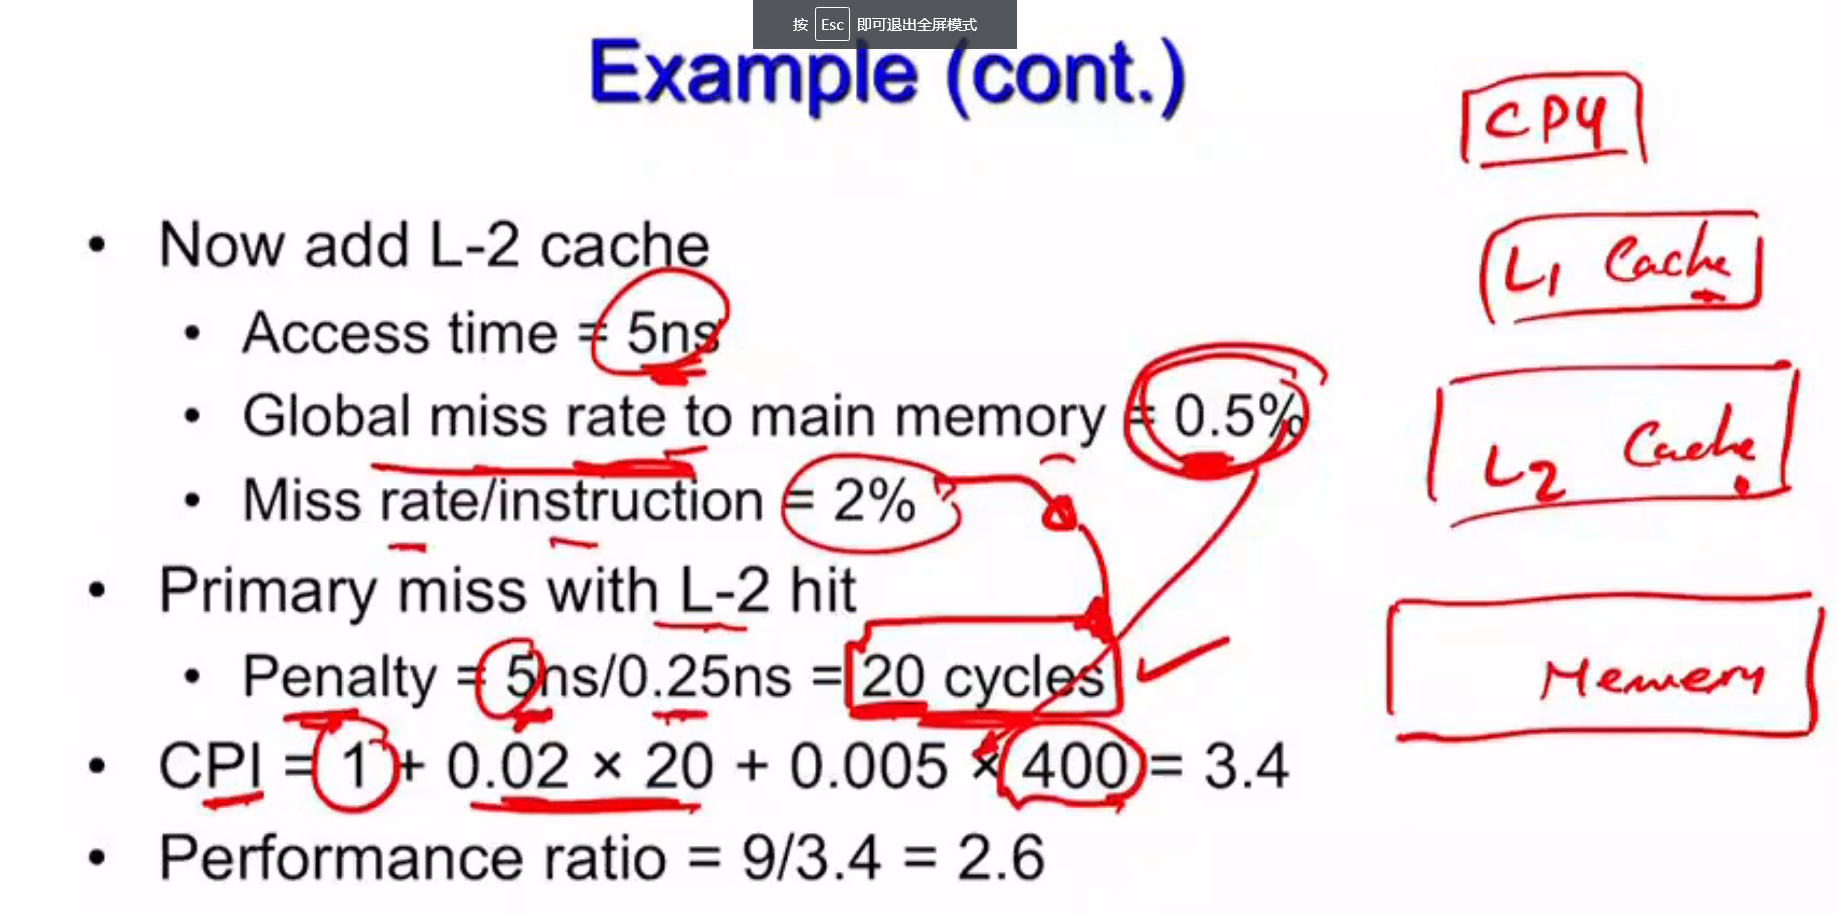 按 Esc 即可退出全屏模式
Example (cont.)
• Now add L-2 cache
• Access time = 5ns
• Global miss rate to main memory = 0.5%
• Miss rate/instruction = 2%
• Primary miss with L-2 hit
• Penalty = 5ns/0.25ns = 20 cycles
• CPI = 1 + 0.02 × 20 + 0.005 × 400 = 3.4
• Performance ratio = 9/3.4 = 2.6
CPU
L1 Cache
L2 Cache
Memory